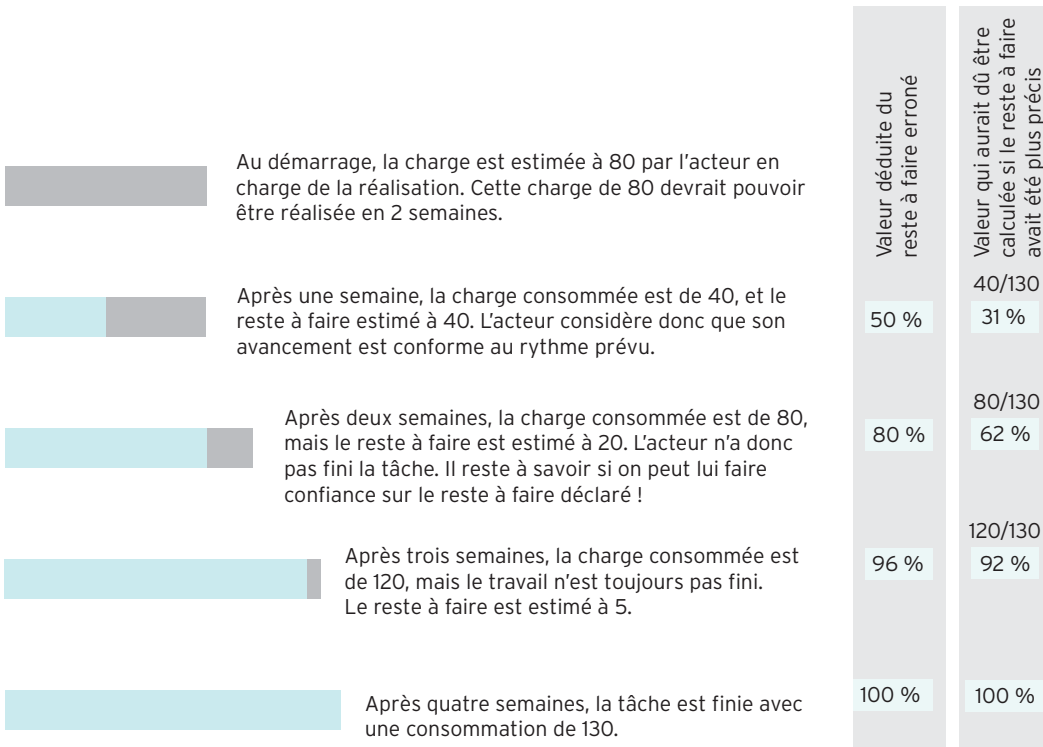 Valeur déduite du
reste à faire erroné
Valeur qui aurait dû être
calculée si le reste à faire
avait été plus précis
Au démarrage, la charge est estimée à 80 par l'acteur en
charge de la réalisation. Cette charge de 80 devrait pouvoir
être réalisée en 2 semaines.
Après une semaine, la charge consommée est de 40, et le
reste à faire estimé à 40. L'acteur considère donc que son
avancement est conforme au rythme prévu.
50 %
40/130
31 %
Après deux semaines, la charge consommée est de 80,
mais le reste à faire est estimé à 20. L'acteur n'a donc
pas fini la tâche. Il reste à savoir si on peut lui faire
confiance sur le reste à faire déclaré !
80 %
80/130
62 %
Après trois semaines, la charge consommée est
de 120, mais le travail n'est toujours pas fini.
Le reste à faire est estimé à 5.
96 %
120/130
92 %
Après quatre semaines, la tâche est finie avec
une consommation de 130.
100 %
100 %